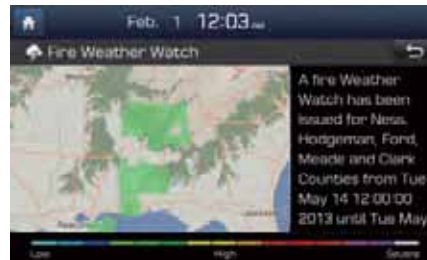 Feb. 1 12:03
Fire Weather Watch
A fire Weather
Watch has been
issued for Ness,
Hodgeman, Ford,
Meade and Clark
Counties from Tue
May 14 12:00:00
2013 until Tue May
Low High Severe